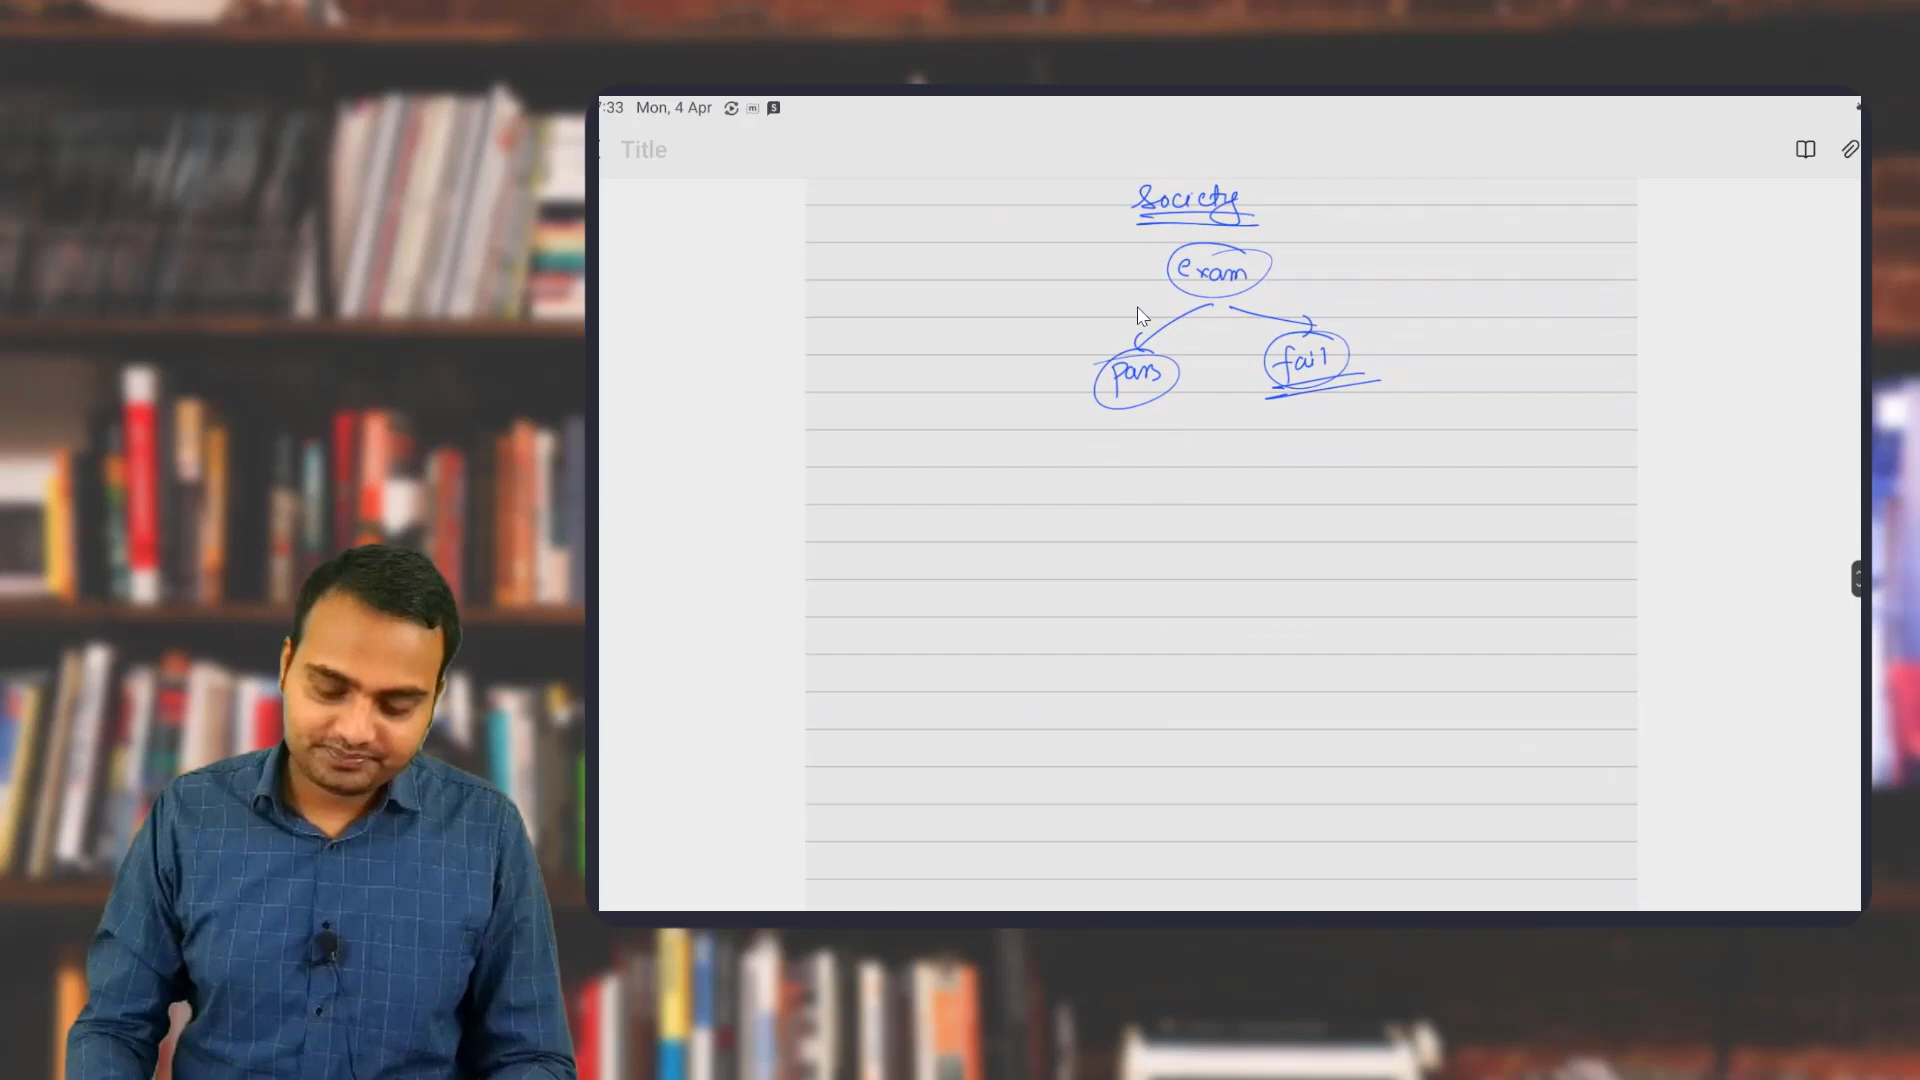 :33 Mon, 4 Apr
Title
Society
exam
pass
fail